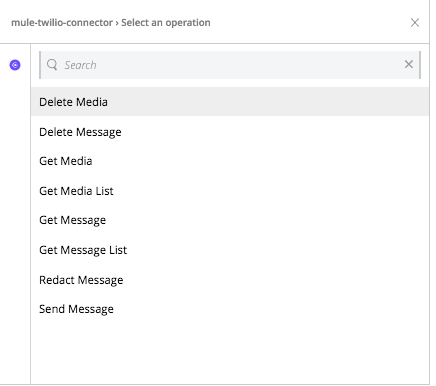 mule-twilio-connector › Select an operation
Search
Delete Media
Delete Message
Get Media
Get Media List
Get Message
Get Message List
Redact Message
Send Message